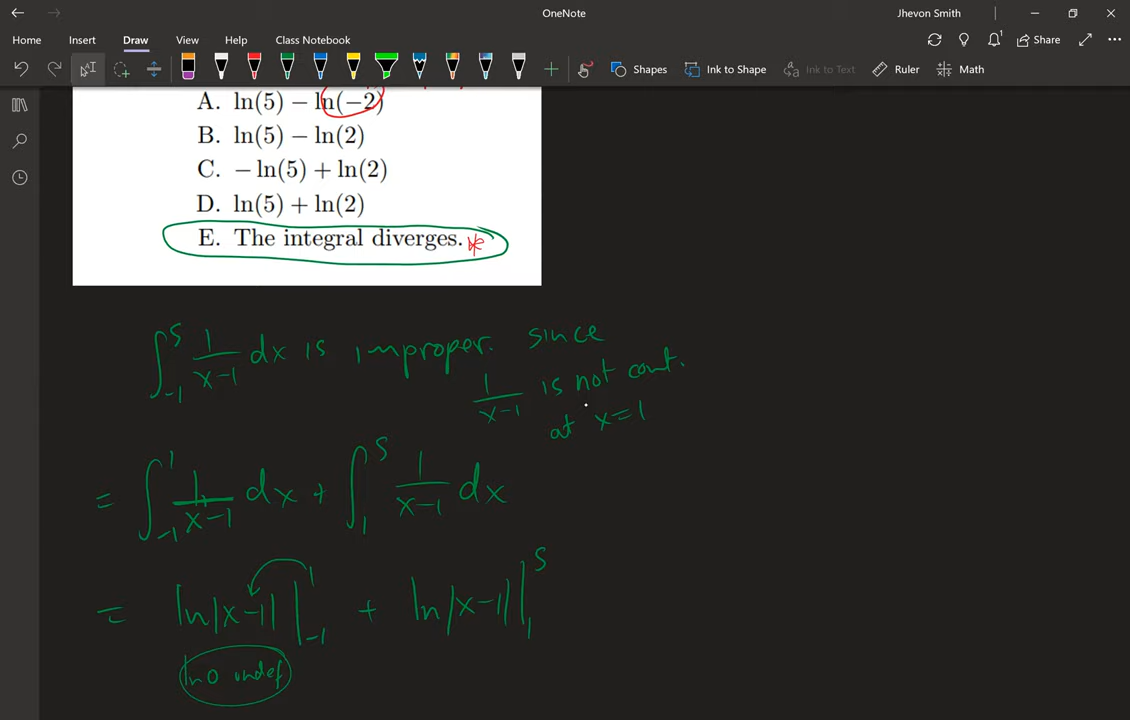 OneNote
Jhevon Smith
Home Insert Draw View Help Class Notebook
Share
Shapes Ink to Shape Ink to Text Ruler Math
A. ln(5) − ln(−2)
B. ln(5) − ln(2)
C. − ln(5) + ln(2)
D. ln(5) + ln(2)
E. The integral diverges. *
∫_{-1}^{5} 1/(x-1) dx is improper. since
1/(x-1) is not cont.
at x=1
= ∫_{-1}^{1} 1/(x-1) dx + ∫_{1}^{5} 1/(x-1) dx
= ln|x-1| |_{-1}^{1} + ln|x-1| |_{1}^{5}
ln0 undef